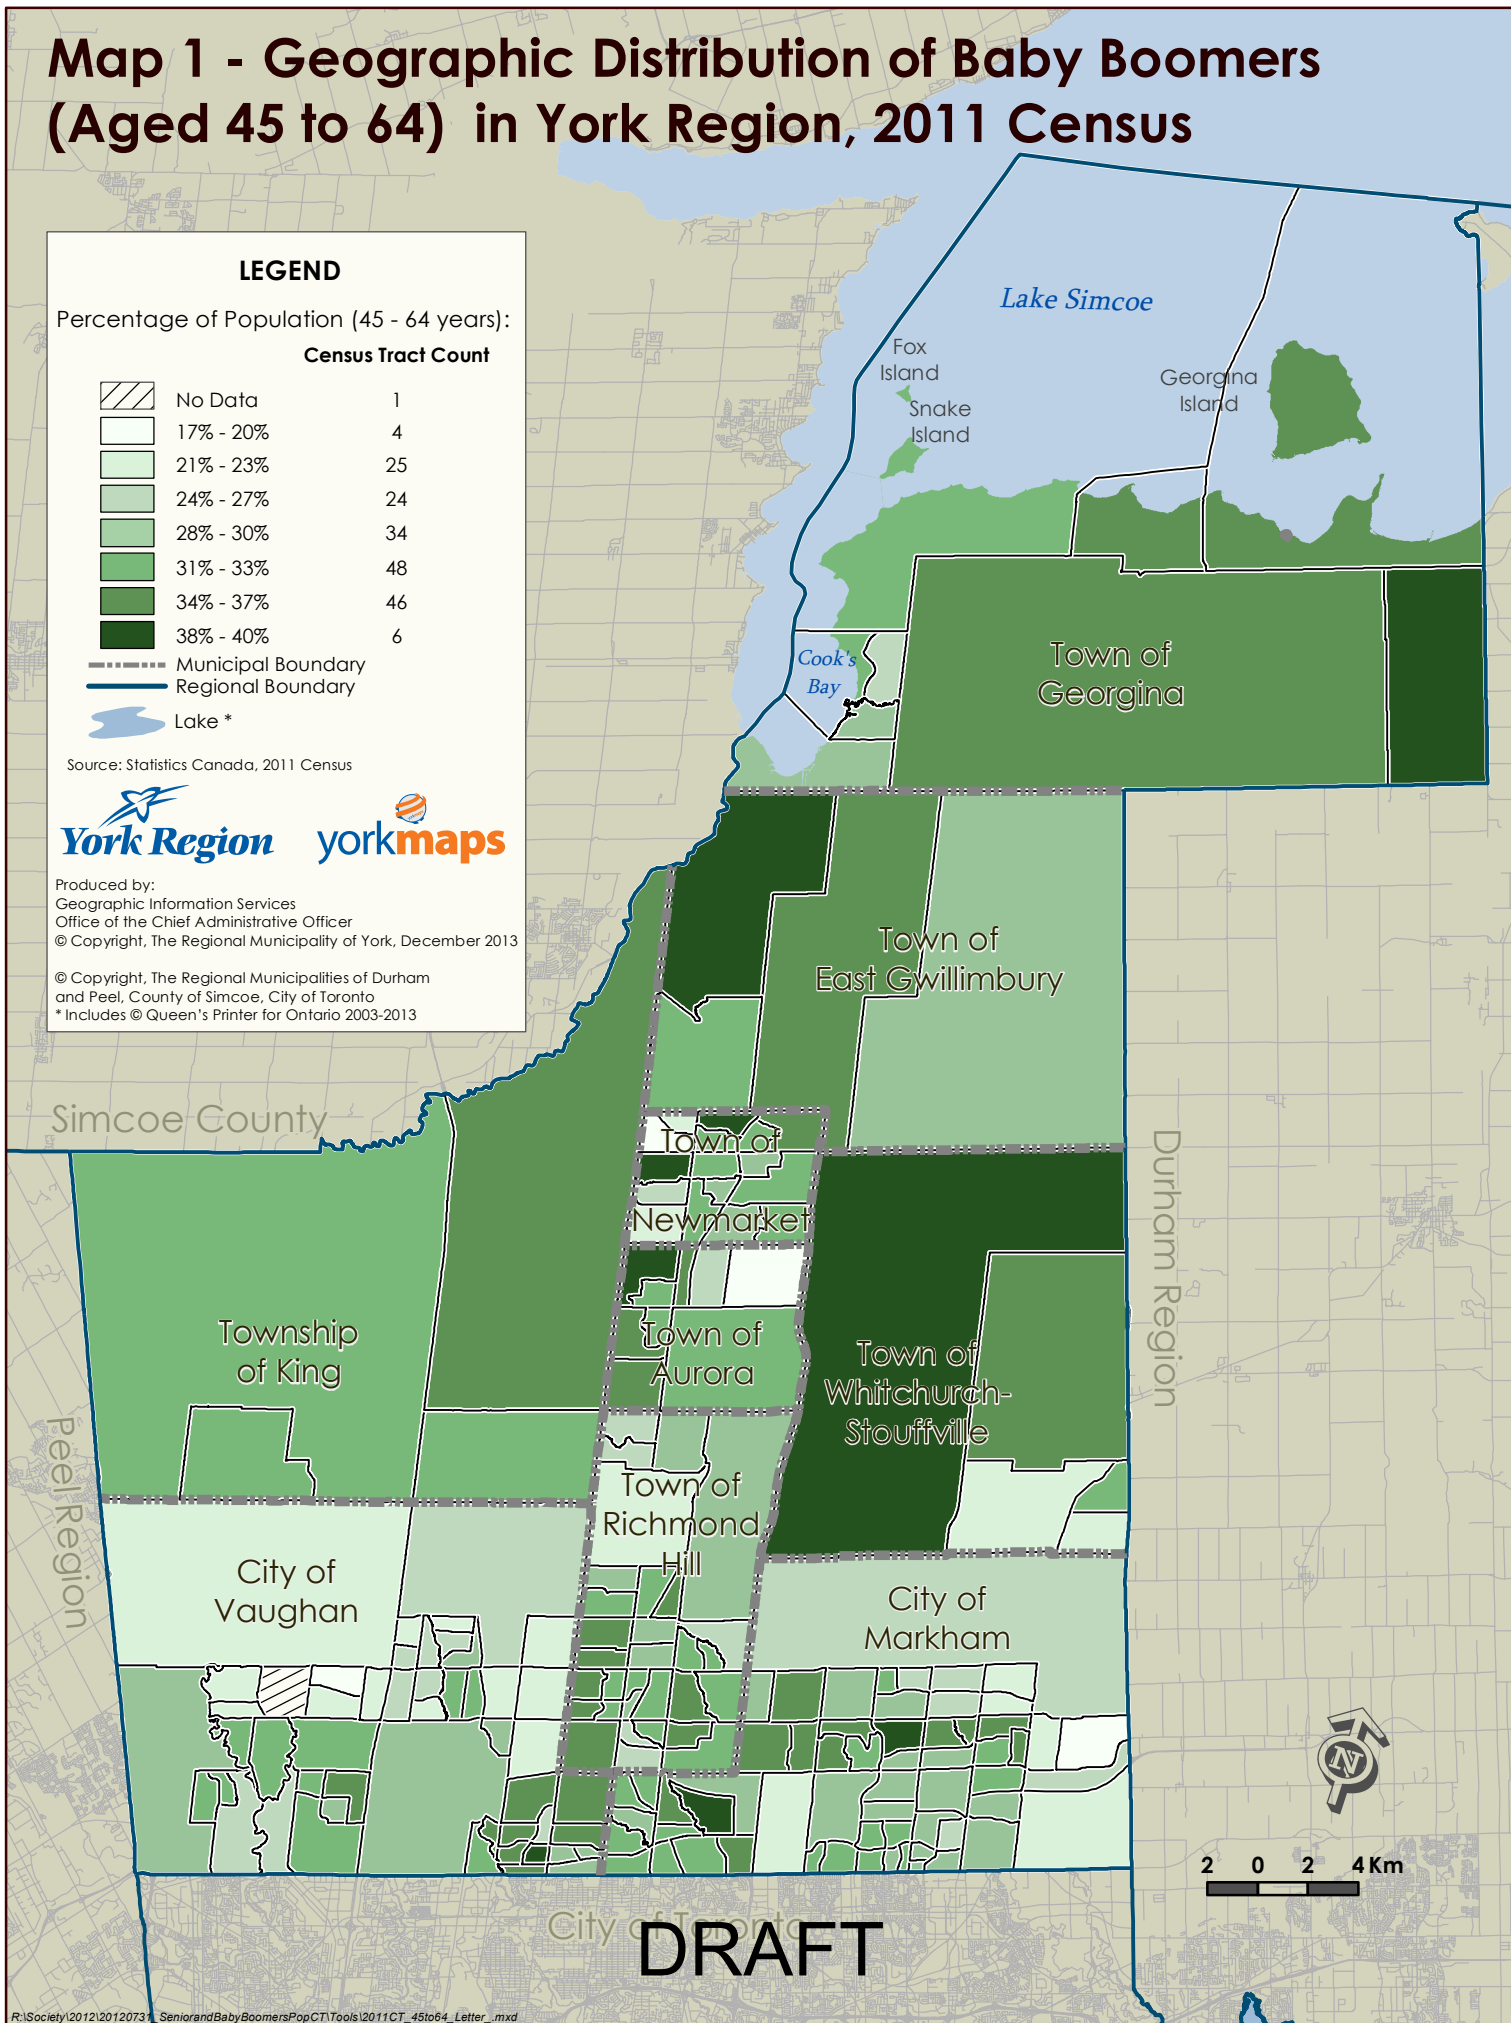 Map 1 - Geographic Distribution of Baby Boomers
(Aged 45 to 64) in York Region, 2011 Census
LEGEND
Percentage of Population (45 - 64 years):
Census Tract Count
No Data 1
17% - 20% 4
21% - 23% 25
24% - 27% 24
28% - 30% 34
31% - 33% 48
34% - 37% 46
38% - 40% 6
Municipal Boundary
Regional Boundary
Lake *
Source: Statistics Canada, 2011 Census
York Region
yorkmaps
Produced by:
Geographic Information Services
Office of the Chief Administrative Officer
© Copyright, The Regional Municipality of York, December 2013
© Copyright, The Regional Municipalities of Durham
and Peel, County of Simcoe, City of Toronto
* Includes © Queen's Printer for Ontario 2003-2013
Lake Simcoe
Fox
Island
Snake
Island
Georgina
Island
Cook's
Bay
Town of
Georgina
Town of
East Gwillimbury
Simcoe County
Town of
Newmarket
Durham Region
Township
of King
Town of
Aurora
Town of
Whitchurch-
Stouffville
Peel Region
Town of
Richmond
Hill
City of
Vaughan
City of
Markham
N
2 0 2 4 Km
City of Toronto
DRAFT
R:\Society\2012\20120731_SeniorandBabyBoomersPopCT\Tools\2011CT_45to64_Letter_.mxd